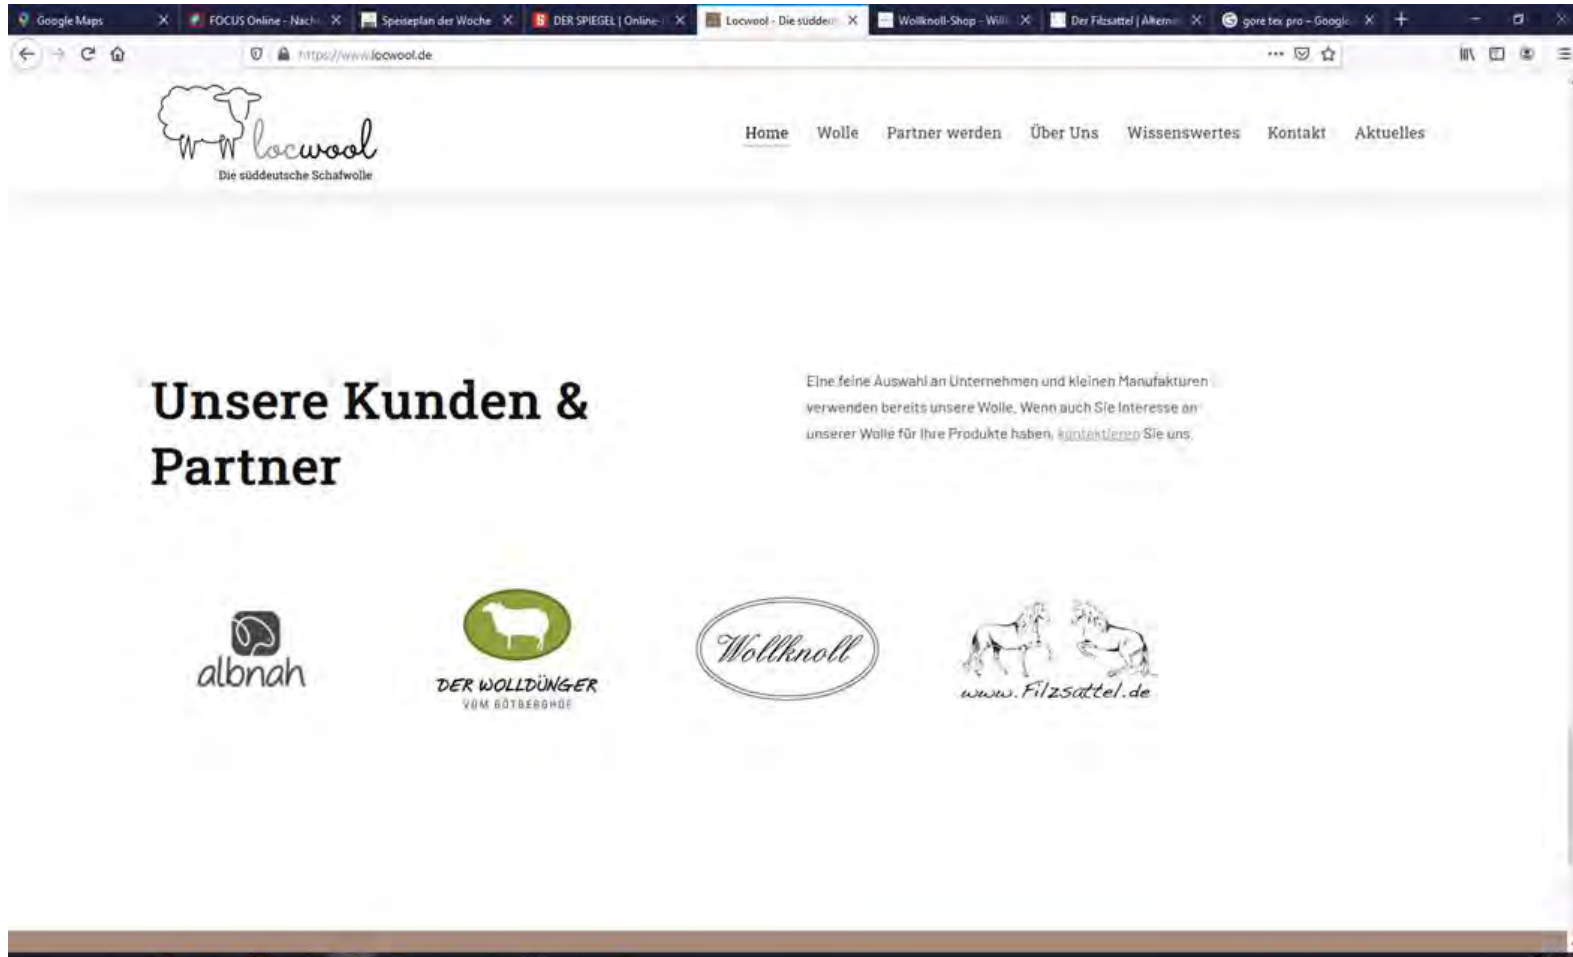 Google Maps
FOCUS Online - Nach
Speiseplan der Woche
DER SPIEGEL | Online-
Locwool - Die süddeu
Wollknoll-Shop - Will
Der Filzsattel | Altern
gore tex pro – Google
https://www.locwool.de
locwool
Die süddeutsche Schafwolle
Home Wolle Partner werden Über Uns Wissenswertes Kontakt Aktuelles
Unsere Kunden &
Partner
Eine feine Auswahl an Unternehmen und kleinen Manufakturen
verwenden bereits unsere Wolle. Wenn auch Sie Interesse an
unserer Wolle für Ihre Produkte haben, kontaktieren Sie uns.
albnah
DER WOLLDÜNGER
VOM GÖTBERGHOF
Wollknoll
www.Filzsattel.de